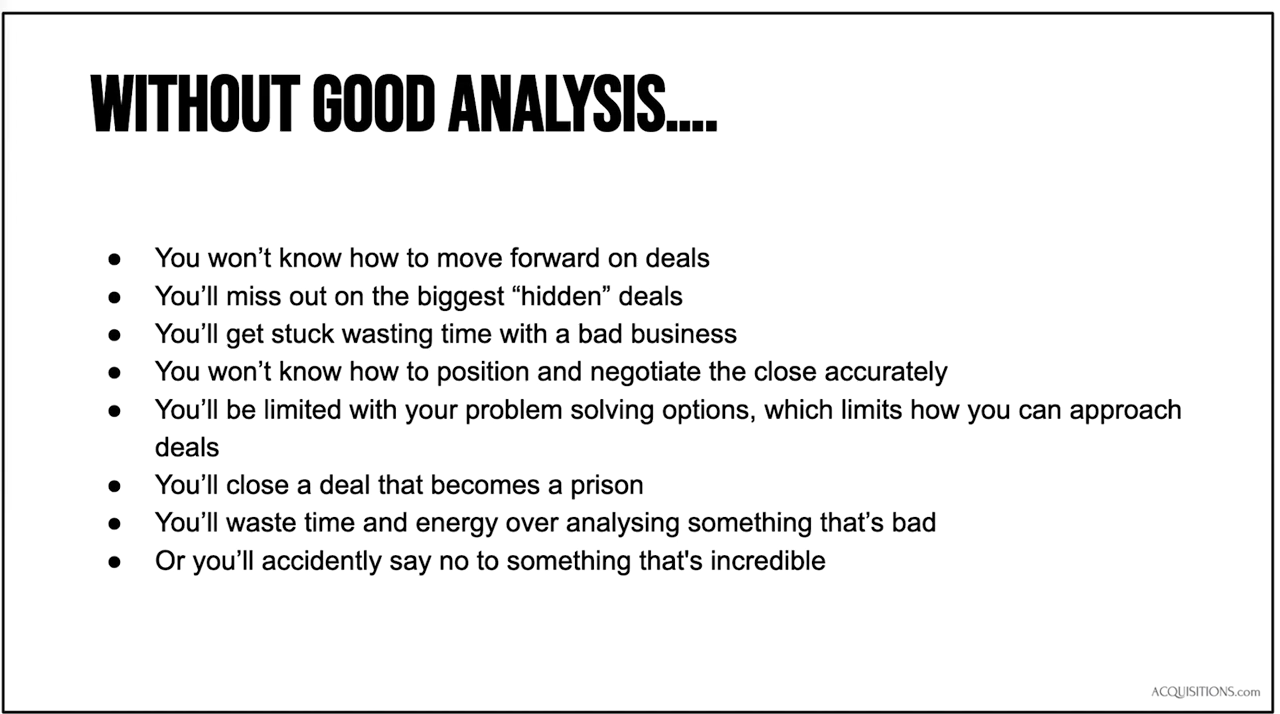 WITHOUT GOOD ANALYSIS....
● You won’t know how to move forward on deals
● You’ll miss out on the biggest “hidden” deals
● You’ll get stuck wasting time with a bad business
● You won’t know how to position and negotiate the close accurately
● You’ll be limited with your problem solving options, which limits how you can approach
deals
● You’ll close a deal that becomes a prison
● You’ll waste time and energy over analysing something that’s bad
● Or you’ll accidently say no to something that's incredible
ACQUISITIONS.com